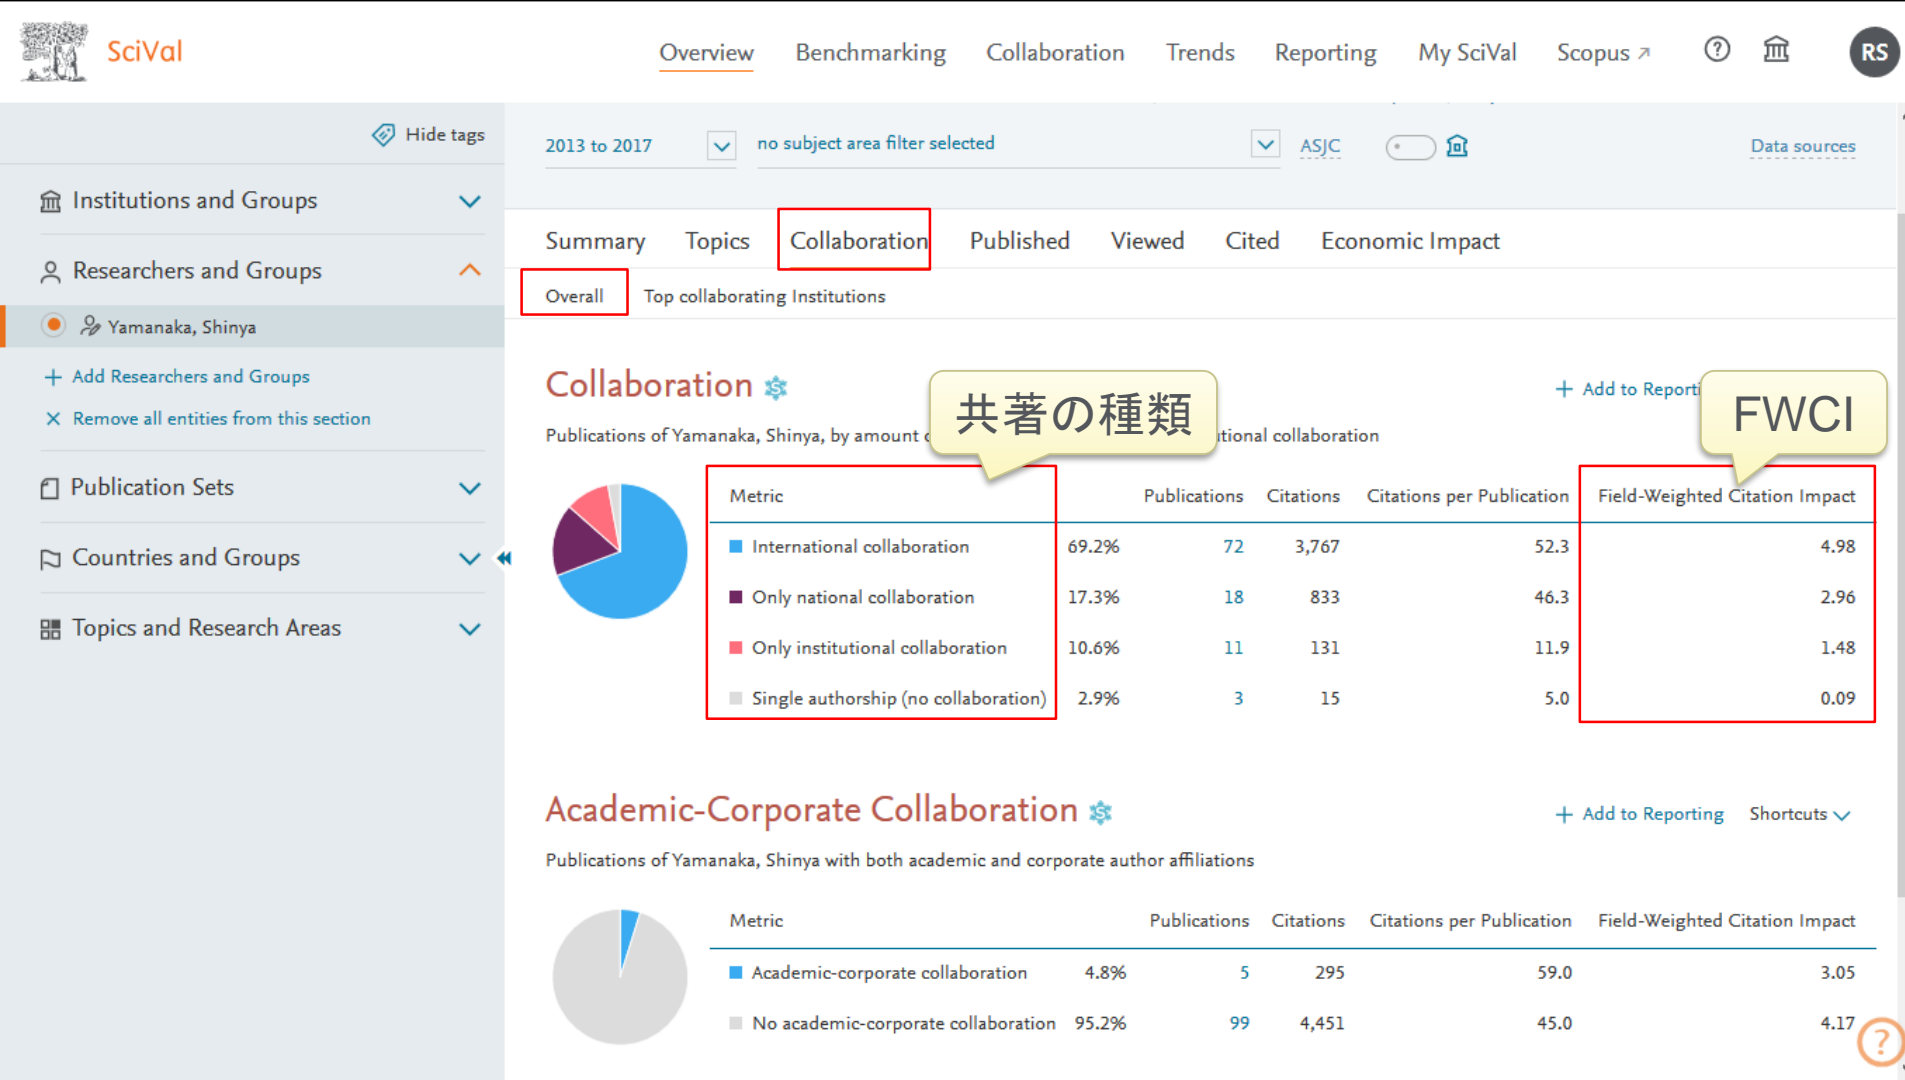 SciVal
Overview Benchmarking Collaboration Trends Reporting My SciVal Scopus ↗ ? RS
Hide tags
2013 to 2017 no subject area filter selected ASJC Data sources
Institutions and Groups
Researchers and Groups
Yamanaka, Shinya
+ Add Researchers and Groups
× Remove all entities from this section
Publication Sets
Countries and Groups
Topics and Research Areas
Summary Topics Collaboration Published Viewed Cited Economic Impact
Overall Top collaborating Institutions
Collaboration
+ Add to Reporti
共著の種類
FWCI
Publications of Yamanaka, Shinya, by amount tional collaboration
Metric Publications Citations Citations per Publication Field-Weighted Citation Impact
International collaboration 69.2% 72 3,767 52.3 4.98
Only national collaboration 17.3% 18 833 46.3 2.96
Only institutional collaboration 10.6% 11 131 11.9 1.48
Single authorship (no collaboration) 2.9% 3 15 5.0 0.09
Academic-Corporate Collaboration
+ Add to Reporting Shortcuts
Publications of Yamanaka, Shinya with both academic and corporate author affiliations
Metric Publications Citations Citations per Publication Field-Weighted Citation Impact
Academic-corporate collaboration 4.8% 5 295 59.0 3.05
No academic-corporate collaboration 95.2% 99 4,451 45.0 4.17
?